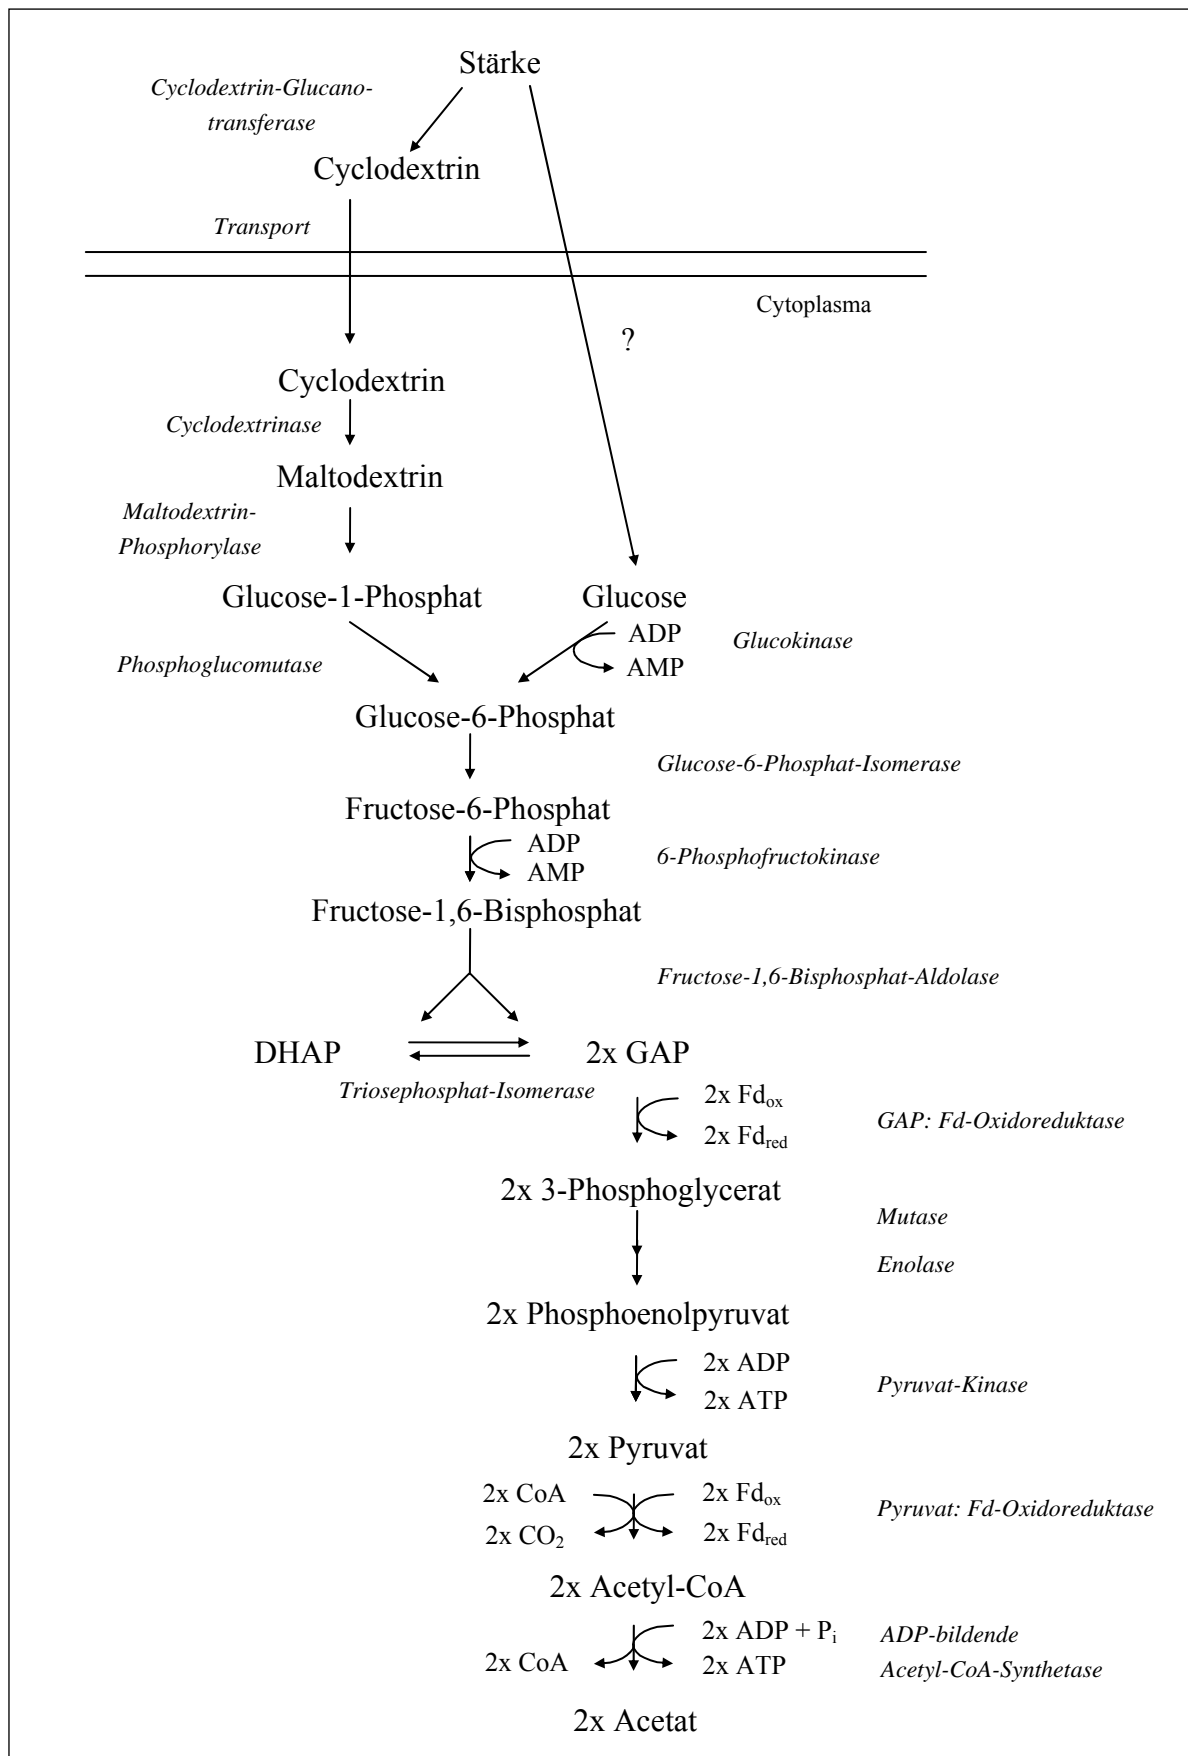 Stärke
Cyclodextrin-Glucano-
transferase
Cyclodextrin
Transport
Cytoplasma
?
Cyclodextrin
Cyclodextrinase
Maltodextrin
Maltodextrin-
Phosphorylase
Glucose-1-Phosphat
Glucose
ADP
AMP
Glucokinase
Phosphoglucomutase
Glucose-6-Phosphat
Glucose-6-Phosphat-Isomerase
Fructose-6-Phosphat
ADP
AMP
6-Phosphofructokinase
Fructose-1,6-Bisphosphat
Fructose-1,6-Bisphosphat-Aldolase
DHAP
2x GAP
Triosephosphat-Isomerase
2x Fdox
2x Fdred
GAP: Fd-Oxidoreduktase
2x 3-Phosphoglycerat
Mutase
Enolase
2x Phosphoenolpyruvat
2x ADP
2x ATP
Pyruvat-Kinase
2x Pyruvat
2x CoA
2x CO2
2x Fdox
2x Fdred
Pyruvat: Fd-Oxidoreduktase
2x Acetyl-CoA
2x ADP + Pi
2x CoA
2x ATP
ADP-bildende
Acetyl-CoA-Synthetase
2x Acetat